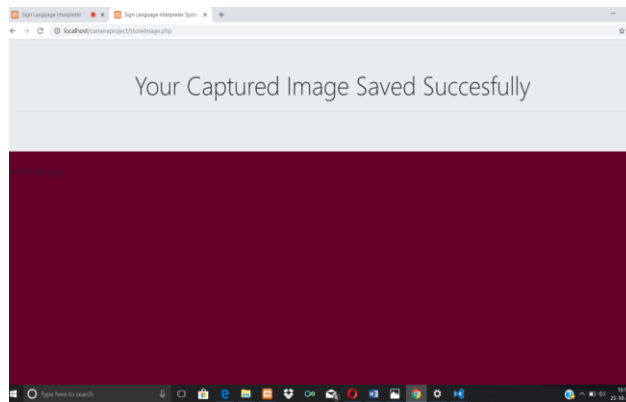 Sign Language Interpreter
Sign Language Interpreter System
localhost/cameraproject/storeImage.php
Your Captured Image Saved Succesfully
Type here to search